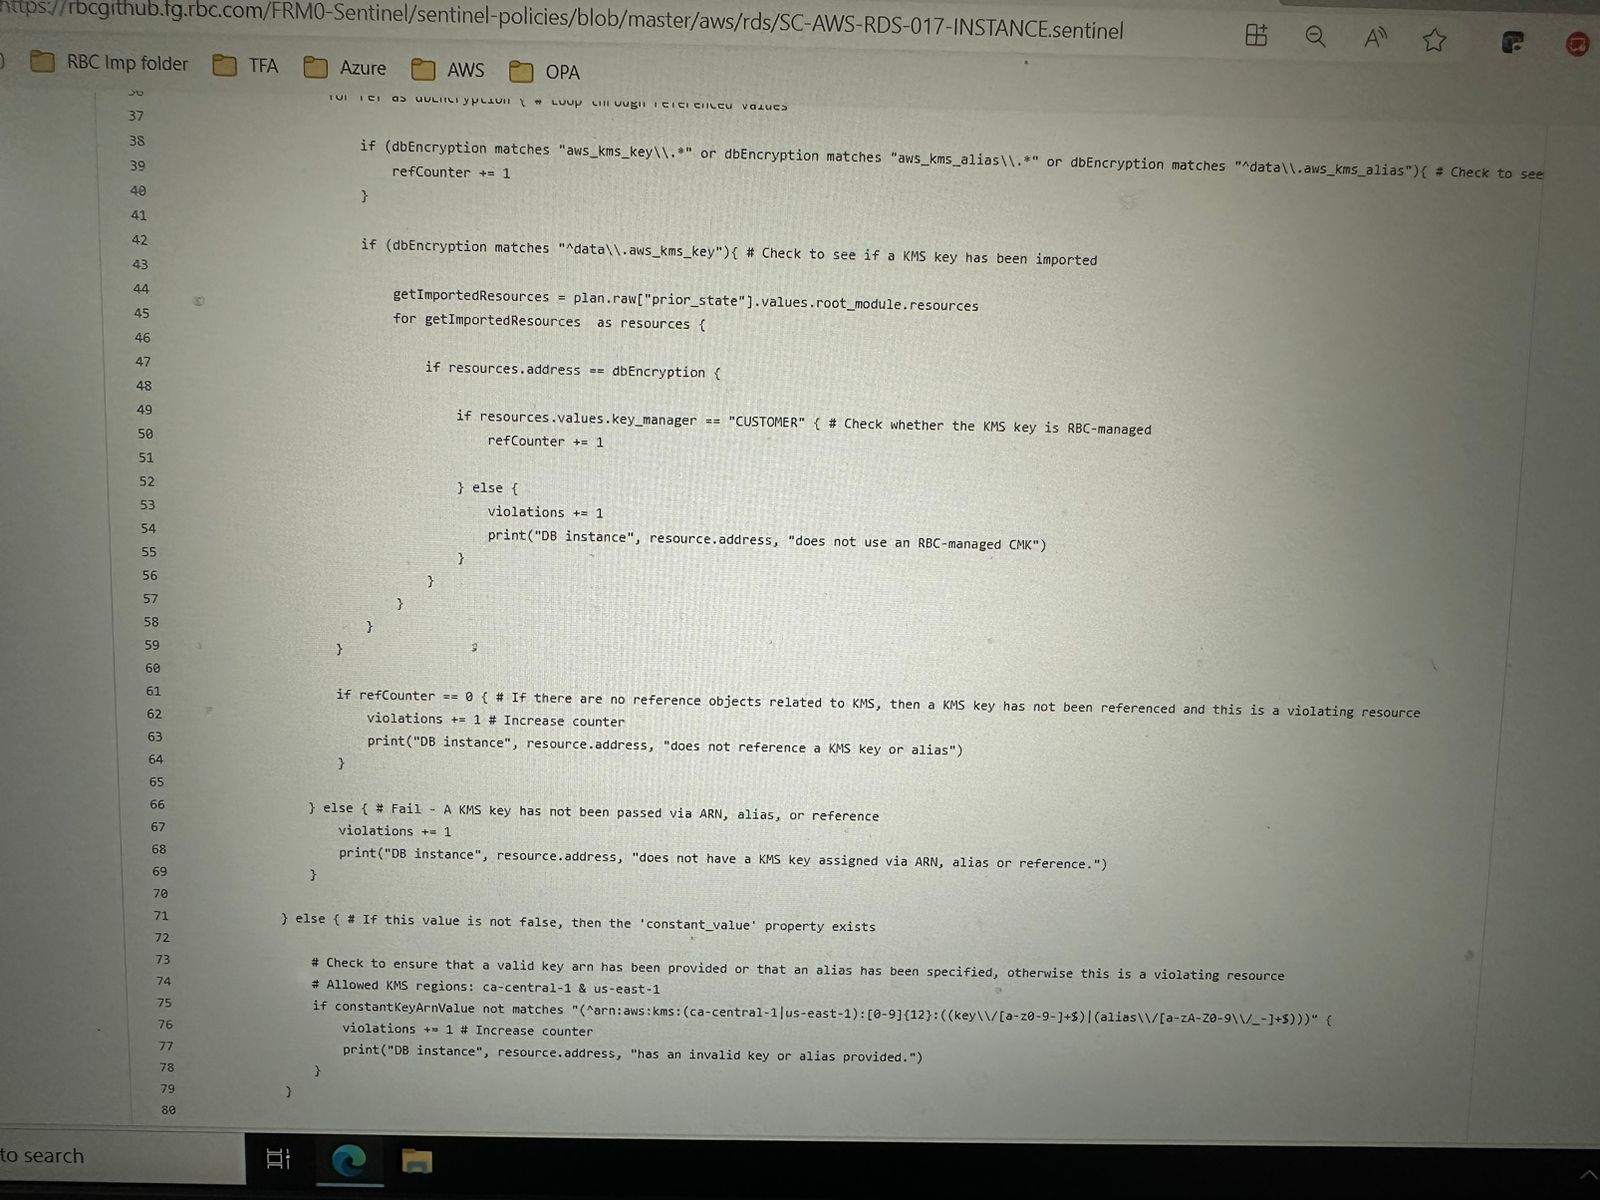 https://rbcgithub.fg.rbc.com/FRM0-Sentinel/sentinel-policies/blob/master/aws/rds/SC-AWS-RDS-017-INSTANCE.sentinel
RBC Imp folder TFA Azure AWS OPA
36 for ref as dbEncryption { # Loop through referenced values
37
38 if (dbEncryption matches "aws_kms_key\\.*" or dbEncryption matches "aws_kms_alias\\.*" or dbEncryption matches "^data\\.aws_kms_alias"){ # Check to see
39 refCounter += 1
40 }
41
42 if (dbEncryption matches "^data\\.aws_kms_key"){ # Check to see if a KMS key has been imported
43
44 getImportedResources = plan.raw["prior_state"].values.root_module.resources
45 for getImportedResources as resources {
46
47 if resources.address == dbEncryption {
48
49 if resources.values.key_manager == "CUSTOMER" { # Check whether the KMS key is RBC-managed
50 refCounter += 1
51
52 } else {
53 violations += 1
54 print("DB instance", resource.address, "does not use an RBC-managed CMK")
55 }
56 }
57 }
58 }
59 }
60
61 if refCounter == 0 { # If there are no reference objects related to KMS, then a KMS key has not been referenced and this is a violating resource
62 violations += 1 # Increase counter
63 print("DB instance", resource.address, "does not reference a KMS key or alias")
64 }
65
66 } else { # Fail - A KMS key has not been passed via ARN, alias, or reference
67 violations += 1
68 print("DB instance", resource.address, "does not have a KMS key assigned via ARN, alias or reference.")
69 }
70
71 } else { # If this value is not false, then the 'constant_value' property exists
72
73 # Check to ensure that a valid key arn has been provided or that an alias has been specified, otherwise this is a violating resource
74 # Allowed KMS regions: ca-central-1 & us-east-1
75 if constantKeyArnValue not matches "(^arn:aws:kms:(ca-central-1|us-east-1):[0-9]{12}:((key\\/[a-z0-9-]+$)|(alias\\/[a-zA-Z0-9\\/_-]+$)))" {
76 violations += 1 # Increase counter
77 print("DB instance", resource.address, "has an invalid key or alias provided.")
78 }
79 }
80
to search